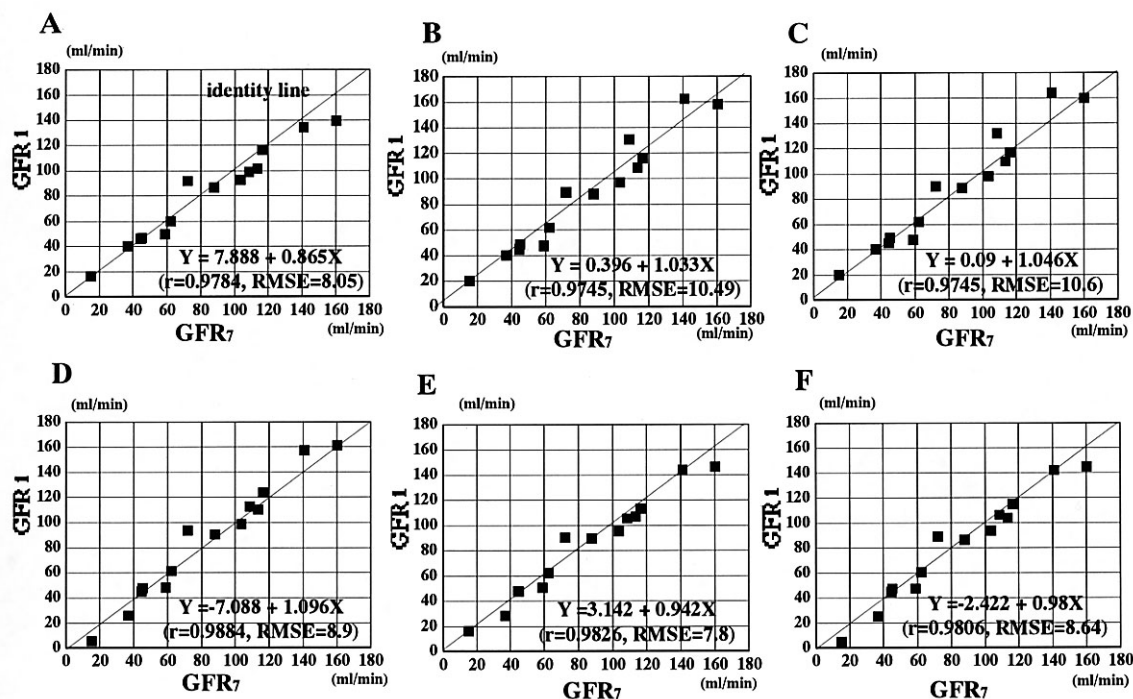 A
(ml/min)
180
160
140
120
100
80
60
40
20
0
GFR 1
identity line
Y = 7.888 + 0.865X
(r=0.9784, RMSE=8.05)
0 20 40 60 80 100 120 140 160 180
GFR7 (ml/min)
B
(ml/min)
180
160
140
120
100
80
60
40
20
0
GFR 1
Y = 0.396 + 1.033X
(r=0.9745, RMSE=10.49)
0 20 40 60 80 100 120 140 160 180
GFR7 (ml/min)
C
(ml/min)
180
160
140
120
100
80
60
40
20
0
GFR 1
Y = 0.09 + 1.046X
(r=0.9745, RMSE=10.6)
0 20 40 60 80 100 120 140 160 180
GFR7 (ml/min)
D
(ml/min)
180
160
140
120
100
80
60
40
20
0
GFR 1
Y =-7.088 + 1.096X
(r=0.9884, RMSE=8.9)
0 20 40 60 80 100 120 140 160 180
GFR7 (ml/min)
E
(ml/min)
180
160
140
120
100
80
60
40
20
0
GFR 1
Y =3.142 + 0.942X
(r=0.9826, RMSE=7.8)
0 20 40 60 80 100 120 140 160 180
GFR7 (ml/min)
F
(ml/min)
180
160
140
120
100
80
60
40
20
0
GFR 1
Y=-2.422 + 0.98X
(r=0.9806, RMSE=8.64)
0 20 40 60 80 100 120 140 160 180
GFR7 (ml/min)